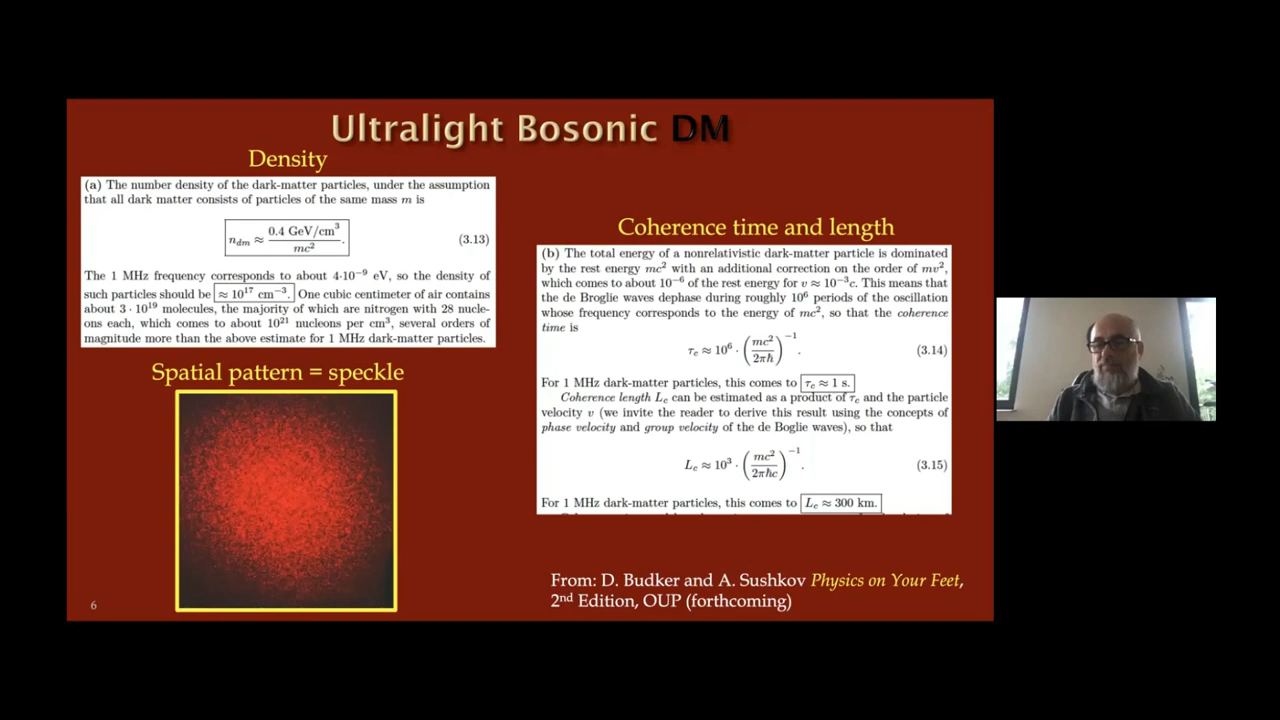 Ultralight Bosonic DM
Density
(a) The number density of the dark-matter particles, under the assumption
that all dark matter consists of particles of the same mass m is
n_dm ≈ 0.4 GeV/cm³ / mc² . (3.13)
The 1 MHz frequency corresponds to about 4·10⁻⁹ eV, so the density of
such particles should be ≈ 10¹⁷ cm⁻³. One cubic centimeter of air contains
about 3 · 10¹⁹ molecules, the majority of which are nitrogen with 28 nucle-
ons each, which comes to about 10²¹ nucleons per cm³, several orders of
magnitude more than the above estimate for 1 MHz dark-matter particles.
Spatial pattern = speckle
6
Coherence time and length
(b) The total energy of a nonrelativistic dark-matter particle is dominated
by the rest energy mc² with an additional correction on the order of mv²,
which comes to about 10⁻⁶ of the rest energy for v ≈ 10⁻³c. This means that
the de Broglie waves dephase during roughly 10⁶ periods of the oscillation
whose frequency corresponds to the energy of mc², so that the coherence
time is
τ_c ≈ 10⁶ · (mc² / 2πħ)⁻¹ . (3.14)
For 1 MHz dark-matter particles, this comes to τ_c ≈ 1 s.
Coherence length L_c can be estimated as a product of τ_c and the particle
velocity v (we invite the reader to derive this result using the concepts of
phase velocity and group velocity of the de Boglie waves), so that
L_c ≈ 10³ · (mc² / 2πħc)⁻¹ . (3.15)
For 1 MHz dark-matter particles, this comes to L_c ≈ 300 km.
From: D. Budker and A. Sushkov Physics on Your Feet,
2nd Edition, OUP (forthcoming)